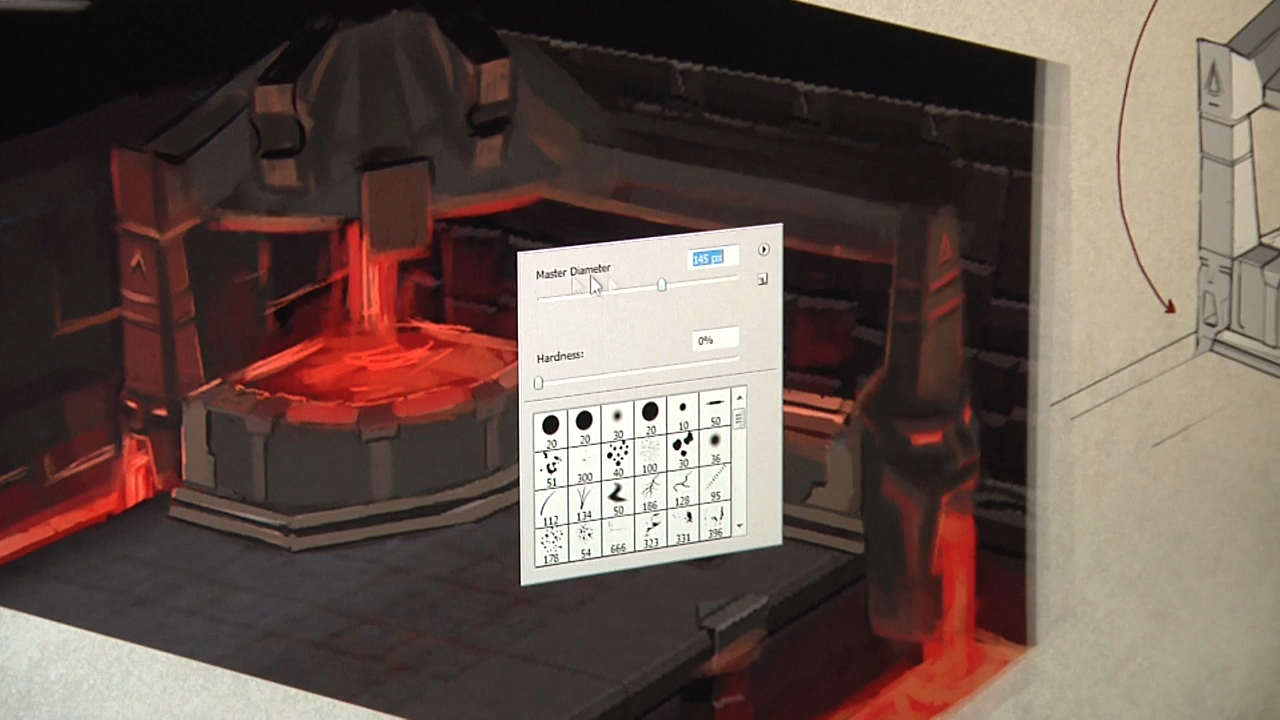 Master Diameter 145 px
Hardness: 0%
20 20 30 20 10 50
51 300 40 100 30 36
112 134 50 186 128 95
178 54 666 323 331 396